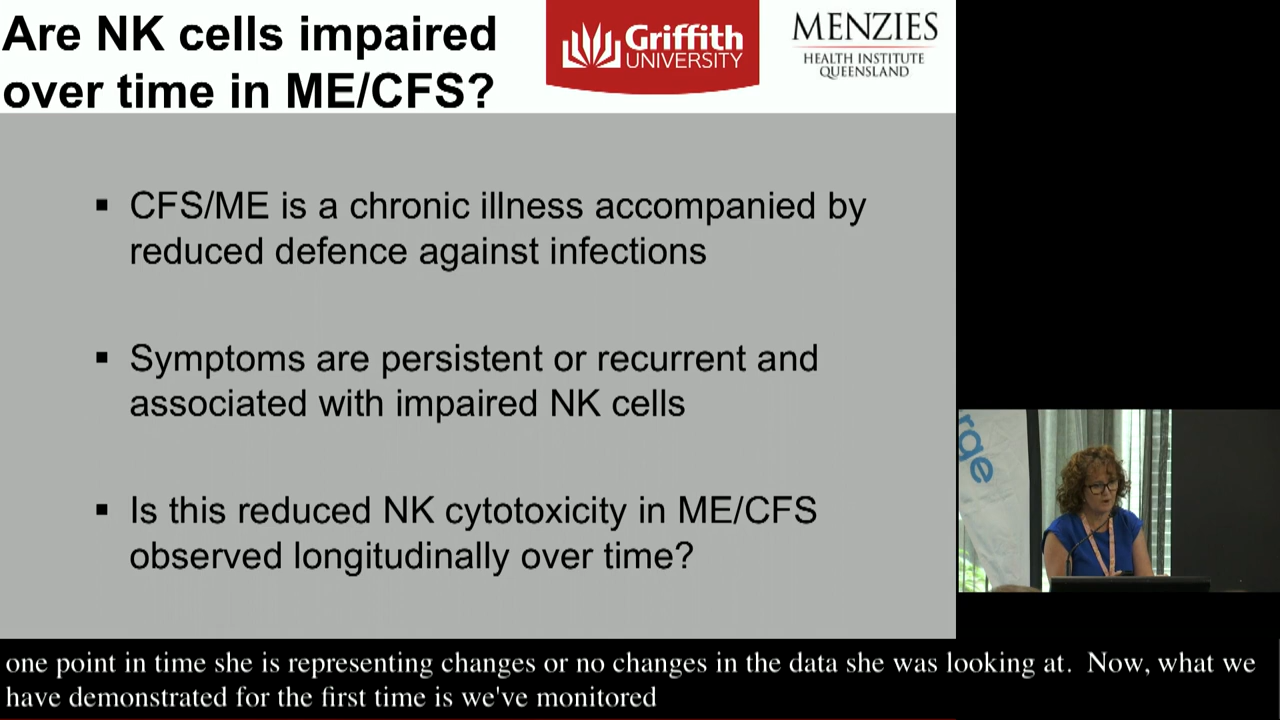 Are NK cells impaired
over time in ME/CFS?
Griffith
UNIVERSITY
MENZIES
HEALTH INSTITUTE
QUEENSLAND
▪ CFS/ME is a chronic illness accompanied by
reduced defence against infections
▪ Symptoms are persistent or recurrent and
associated with impaired NK cells
▪ Is this reduced NK cytotoxicity in ME/CFS
observed longitudinally over time?
rge
one point in time she is representing changes or no changes in the data she was looking at. Now, what we
have demonstrated for the first time is we've monitored